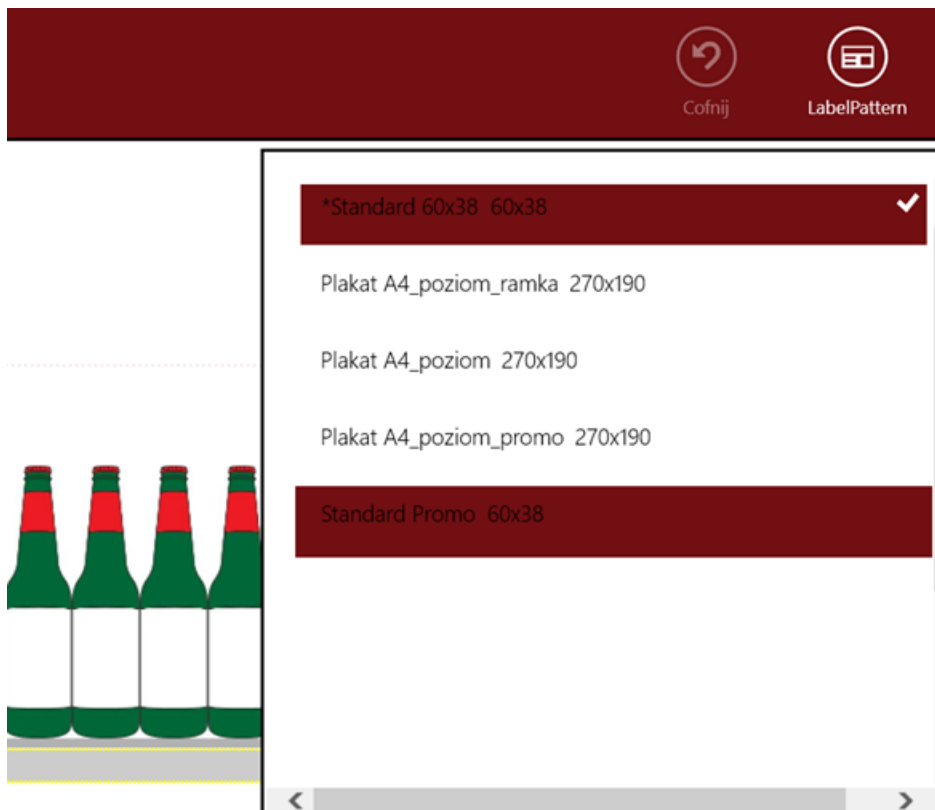 Cofnij
LabelPattern
*Standard 60x38 60x38
Plakat A4_poziom_ramka 270x190
Plakat A4_poziom 270x190
Plakat A4_poziom_promo 270x190
Standard Promo 60x38